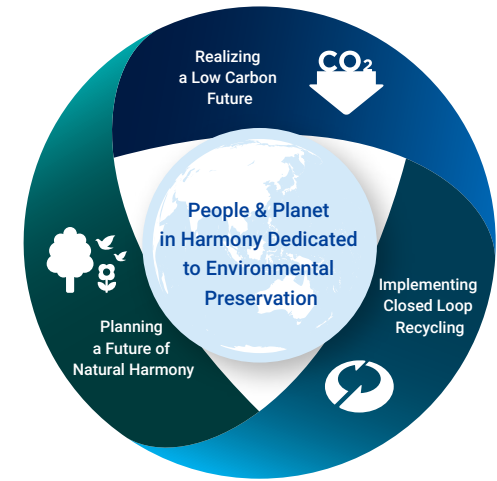 Realizing
a Low Carbon
Future
CO2
People & Planet
in Harmony Dedicated
to Environmental
Preservation
Implementing
Closed Loop
Recycling
Planning
a Future of
Natural Harmony